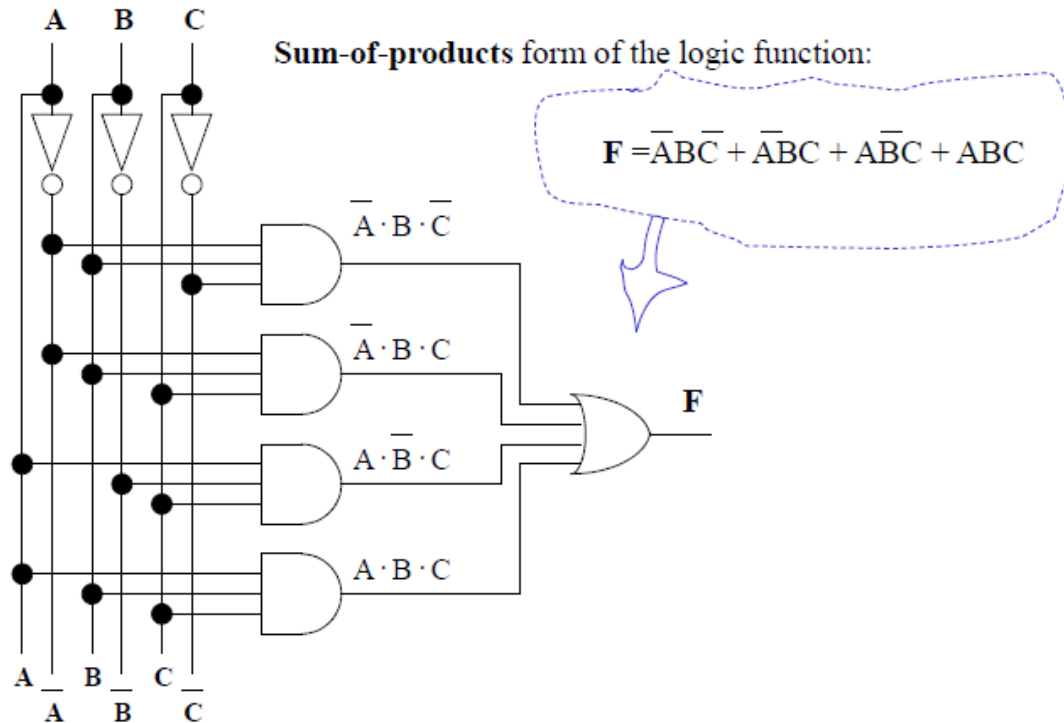 A B C
Sum-of-products form of the logic function:
F = A̅BC̅ + A̅BC + AB̅C + ABC
A̅ · B · C̅
A̅ · B · C
F
A · B̅ · C
A · B · C
A B C
A̅ B̅ C̅